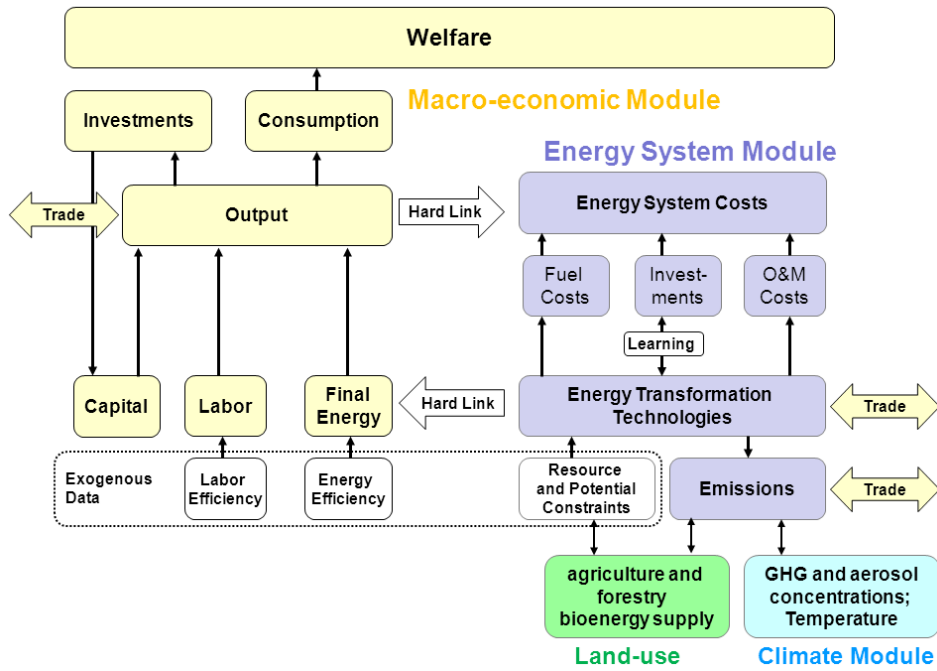 Welfare
Macro-economic Module
Investments
Consumption
Energy System Module
Trade
Output
Hard Link
Energy System Costs
Fuel
Costs
Invest-
ments
O&M
Costs
Learning
Capital
Labor
Final
Energy
Hard Link
Energy Transformation
Technologies
Trade
Exogenous
Data
Labor
Efficiency
Energy
Efficiency
Resource
and Potential
Constraints
Emissions
Trade
agriculture and
forestry
bioenergy supply
GHG and aerosol
concentrations;
Temperature
Land-use
Climate Module